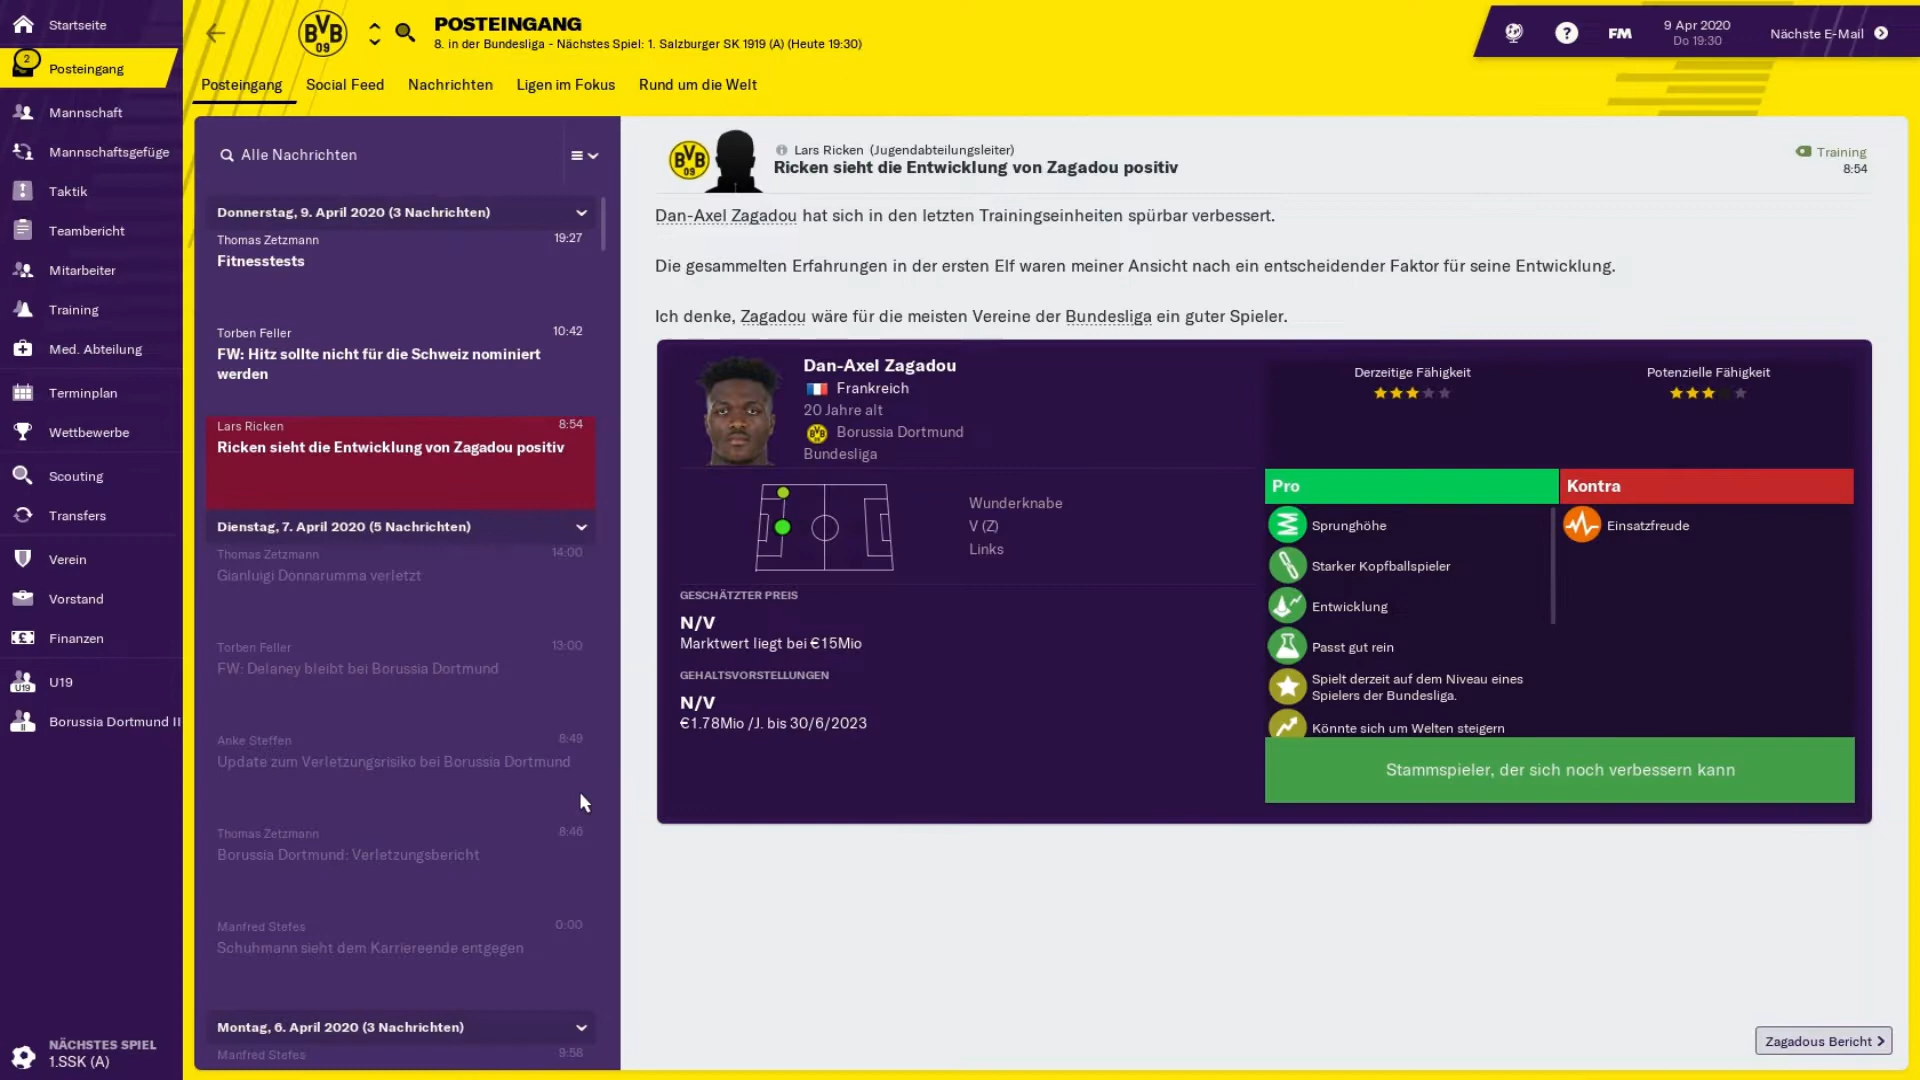 Startseite
2
Posteingang
Mannschaft
Mannschaftsgefüge
Taktik
Teambericht
Mitarbeiter
Training
Med. Abteilung
Terminplan
Wettbewerbe
Scouting
Transfers
Verein
Vorstand
Finanzen
U19
U19
II
Borussia Dortmund II
NÄCHSTES SPIEL
1.SSK (A)
BVB
09
POSTEINGANG
8. in der Bundesliga - Nächstes Spiel: 1. Salzburger SK 1919 (A) (Heute 19:30)
?
FM
9 Apr 2020
Do 19:30
Nächste E-Mail
Posteingang
Social Feed
Nachrichten
Ligen im Fokus
Rund um die Welt
Alle Nachrichten
Donnerstag, 9. April 2020 (3 Nachrichten)
Thomas Zetzmann
19:27
Fitnesstests
Torben Feller
10:42
FW: Hitz sollte nicht für die Schweiz nominiert
werden
Lars Ricken
8:54
Ricken sieht die Entwicklung von Zagadou positiv
Dienstag, 7. April 2020 (5 Nachrichten)
Thomas Zetzmann
14:00
Gianluigi Donnarumma verletzt
Torben Feller
13:00
FW: Delaney bleibt bei Borussia Dortmund
Anke Steffen
8:49
Update zum Verletzungsrisiko bei Borussia Dortmund
Thomas Zetzmann
8:46
Borussia Dortmund: Verletzungsbericht
Manfred Stefes
0:00
Schuhmann sieht dem Karriereende entgegen
Montag, 6. April 2020 (3 Nachrichten)
Manfred Stefes
9:58
BVB
09
Lars Ricken (Jugendabteilungsleiter)
Ricken sieht die Entwicklung von Zagadou positiv
Training
8:54
Dan-Axel Zagadou hat sich in den letzten Trainingseinheiten spürbar verbessert.
Die gesammelten Erfahrungen in der ersten Elf waren meiner Ansicht nach ein entscheidender Faktor für seine Entwicklung.
Ich denke, Zagadou wäre für die meisten Vereine der Bundesliga ein guter Spieler.
Dan-Axel Zagadou
Frankreich
20 Jahre alt
Borussia Dortmund
Bundesliga
Wunderknabe
V (Z)
Links
GESCHÄTZTER PREIS
N/V
Marktwert liegt bei €15Mio
GEHALTSVORSTELLUNGEN
N/V
€1.78Mio /J. bis 30/6/2023
Derzeitige Fähigkeit
Potenzielle Fähigkeit
Pro
Kontra
Sprunghöhe
Starker Kopfballspieler
Entwicklung
Passt gut rein
Spielt derzeit auf dem Niveau eines
Spielers der Bundesliga.
Könnte sich um Welten steigern
Einsatzfreude
Stammspieler, der sich noch verbessern kann
Zagadous Bericht